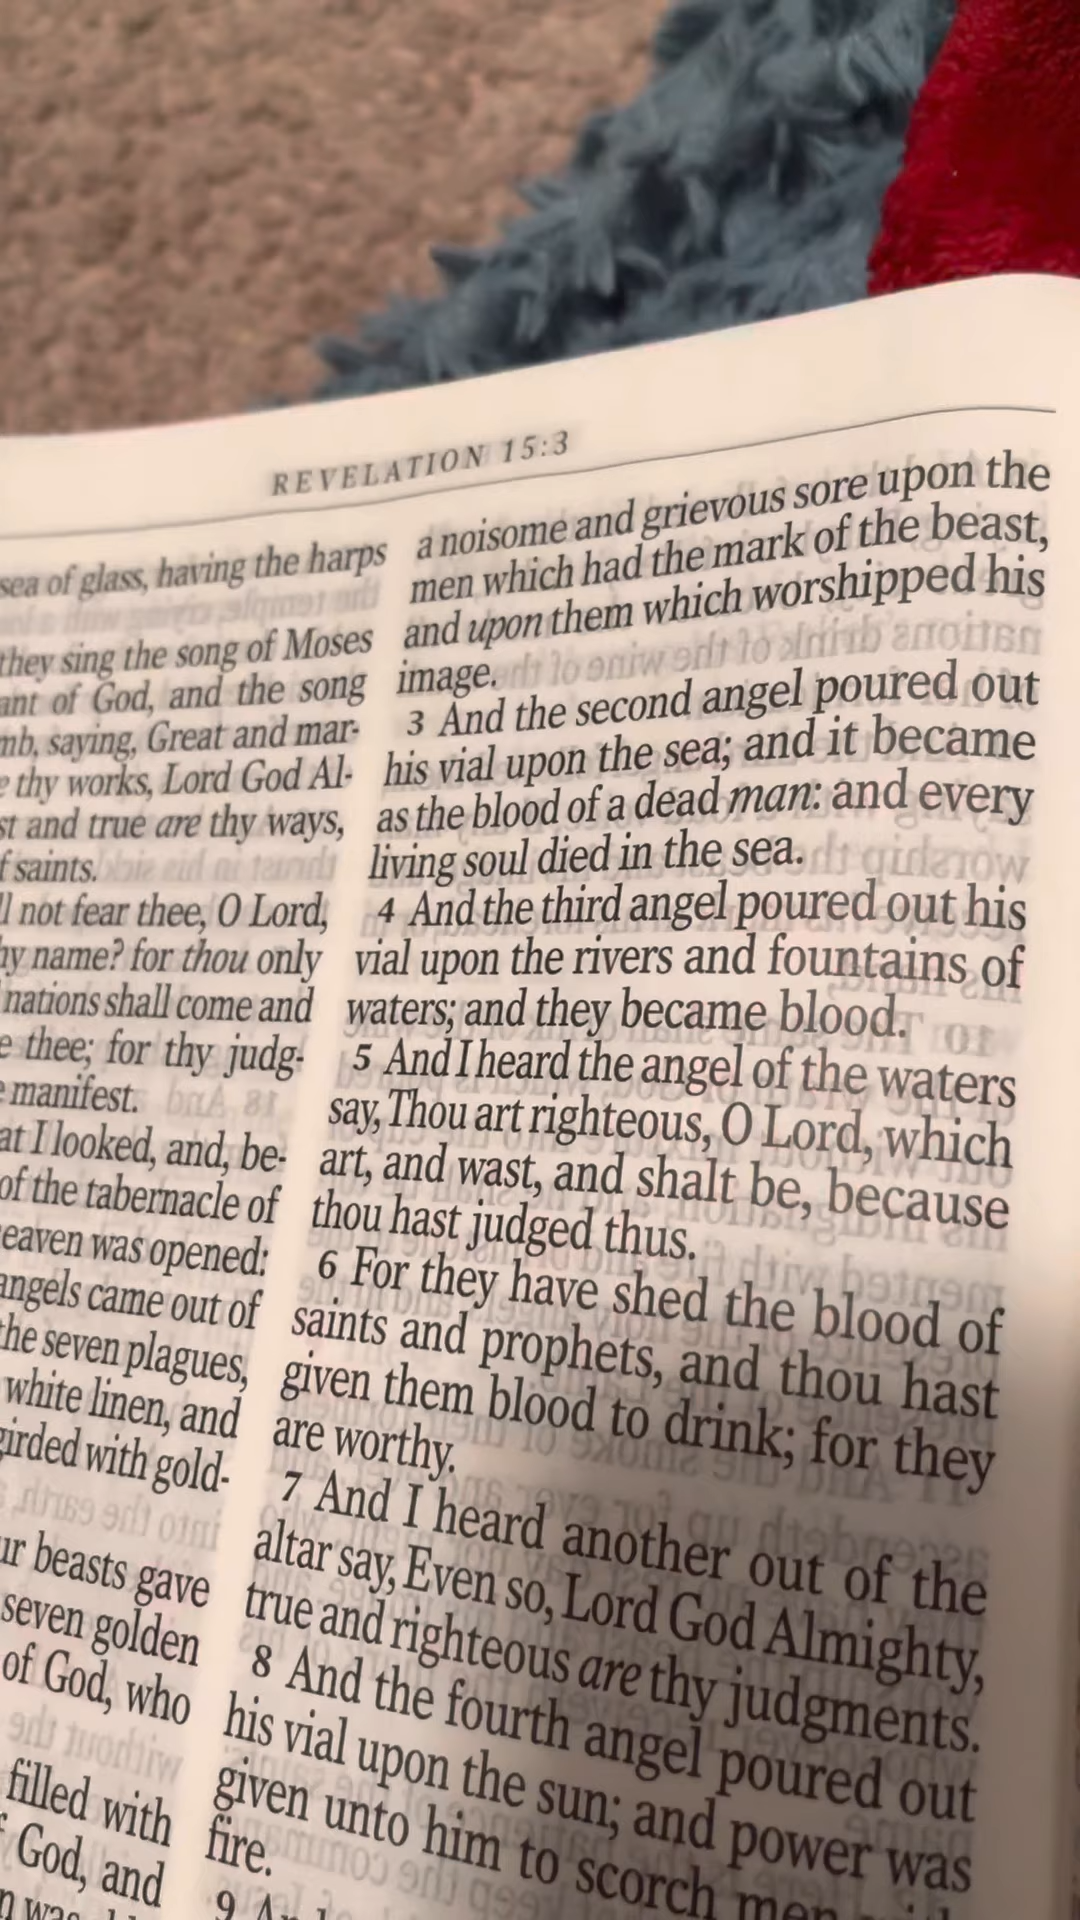 REVELATION 15:3
sea of glass, having the harps
they sing the song of Moses
of God, and the song
saying, Great and mar-
thy works, Lord God Al-
and true are thy ways,
saints.
not fear thee, O Lord,
name? for thou only
nations shall come and
thee; for thy judg-
manifest.
I looked, and, be-
of the tabernacle of
was opened:
angels came out of
the seven plagues,
white linen, and
girded with gold-
beasts gave
seven golden
of God, who
filled with
God, and
a noisome and grievous sore upon the
men which had the mark of the beast,
and upon them which worshipped his
image.
3 And the second angel poured out
his vial upon the sea; and it became
as the blood of a dead man: and every
living soul died in the sea.
4 And the third angel poured out his
vial upon the rivers and fountains of
waters; and they became blood.
5 And I heard the angel of the waters
say, Thou art righteous, O Lord, which
art, and wast, and shalt be, because
thou hast judged thus.
6 For they have shed the blood of
saints and prophets, and thou hast
given them blood to drink; for they
are worthy.
7 And I heard another out of the
altar say, Even so, Lord God Almighty,
true and righteous are thy judgments.
8 And the fourth angel poured out
his vial upon the sun; and power was
given unto him to scorch men
fire.
9